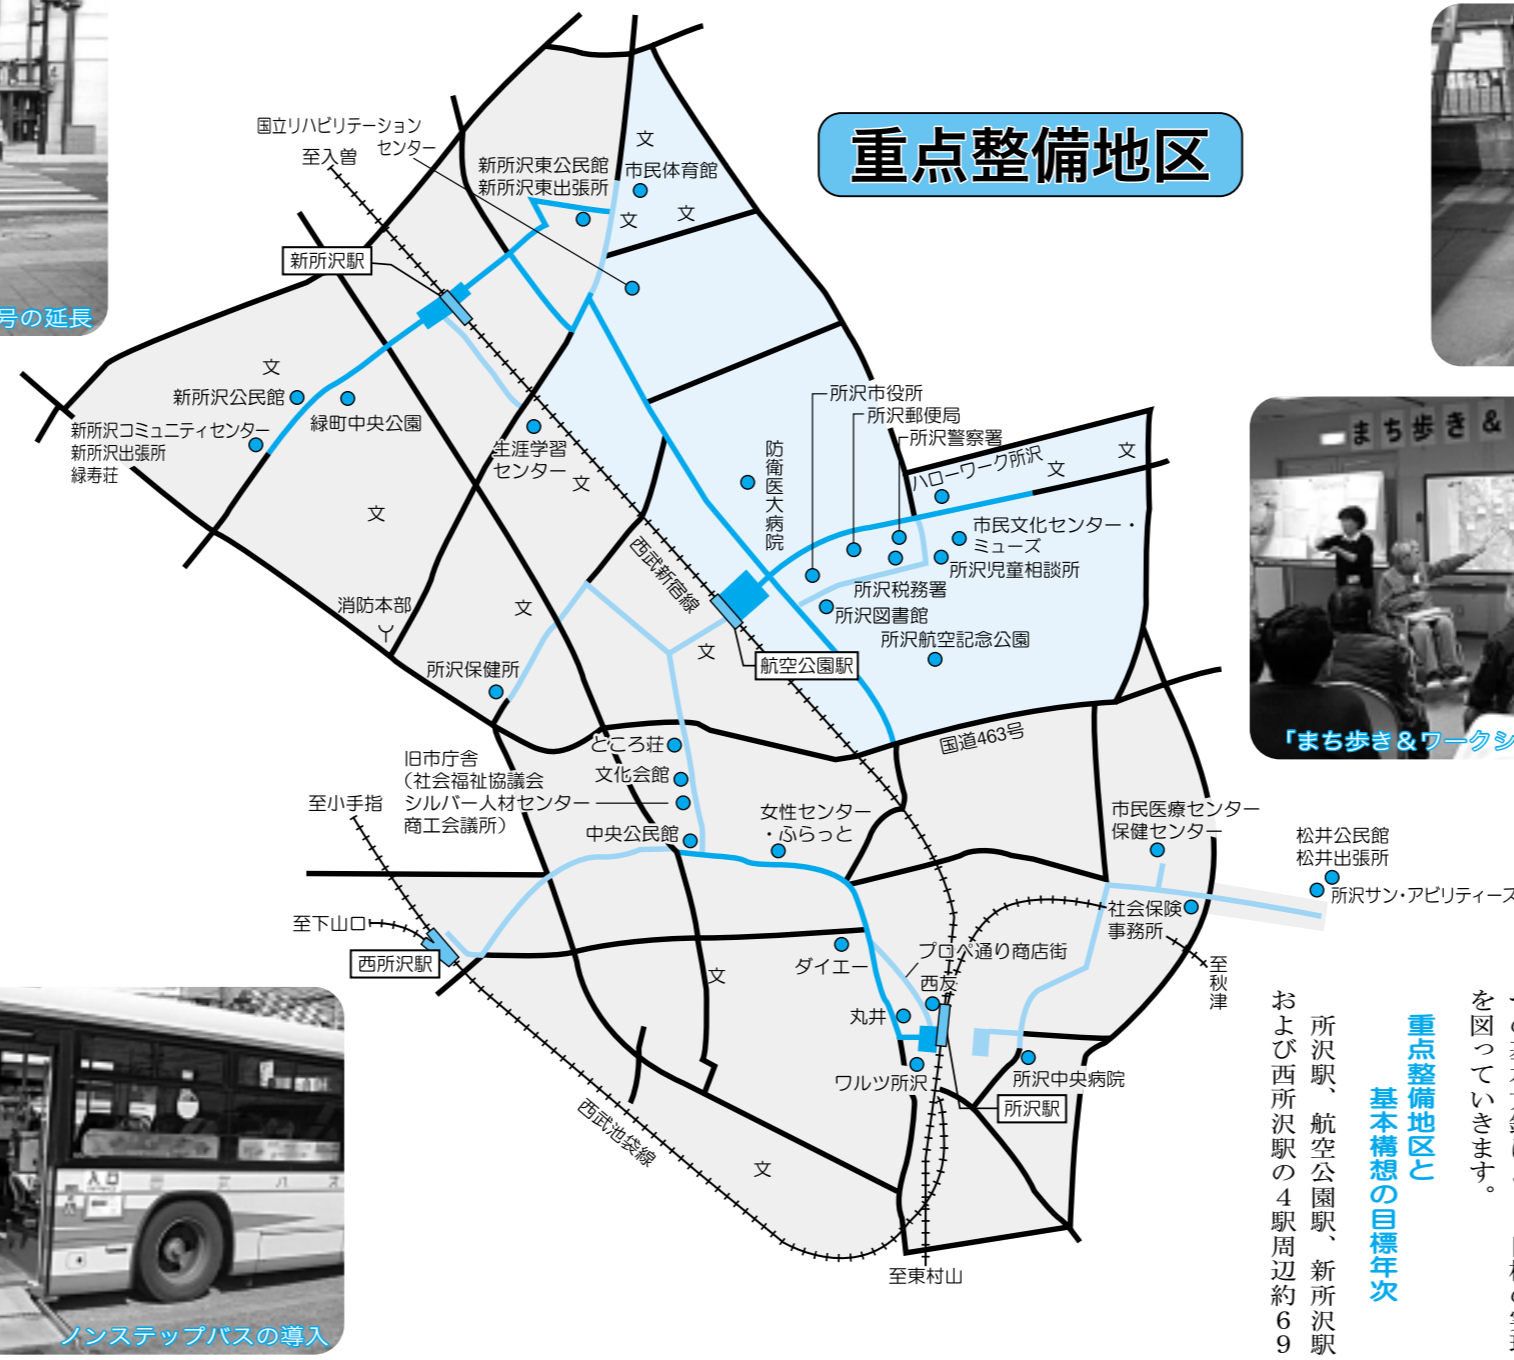 重点整備地区
号の延長
国立リハビリテーション
センター
至入曽
新所沢東公民館
新所沢東出張所
市民体育館
文
文
文
新所沢駅
文
新所沢公民館
緑町中央公園
新所沢コミュニティセンター
新所沢出張所
緑寿荘
生涯学習
センター
文
文
文
消防本部
所沢保健所
西武新宿線
防衛医大病院
所沢市役所
所沢郵便局
所沢警察署
ハローワーク所沢
文
文
市民文化センター・
ミューズ
所沢児童相談所
所沢税務署
所沢図書館
所沢航空記念公園
文
航空公園駅
国道463号
ところ荘
文化会館
旧市庁舎
(社会福祉協議会
シルバー人材センター
商工会議所)
中央公民館
女性センター
・ふらっと
至小手指
至下山口
西所沢駅
市民医療センター
保健センター
松井公民館
松井出張所
所沢サン・アビリティーズ
社会保険
事務所
至秋津
ダイエー
プロペ通り商店街
西友
丸井
ワルツ所沢
所沢中央病院
所沢駅
文
文
西武池袋線
至東村山
まち歩き&
「まち歩き&ワークシ
入口
バス
ノンステップバスの導入
を図っていきます。
重点整備地区と
基本構想の目標年次
所沢駅、航空公園駅、新所沢駅
および西所沢駅の4駅周辺約69